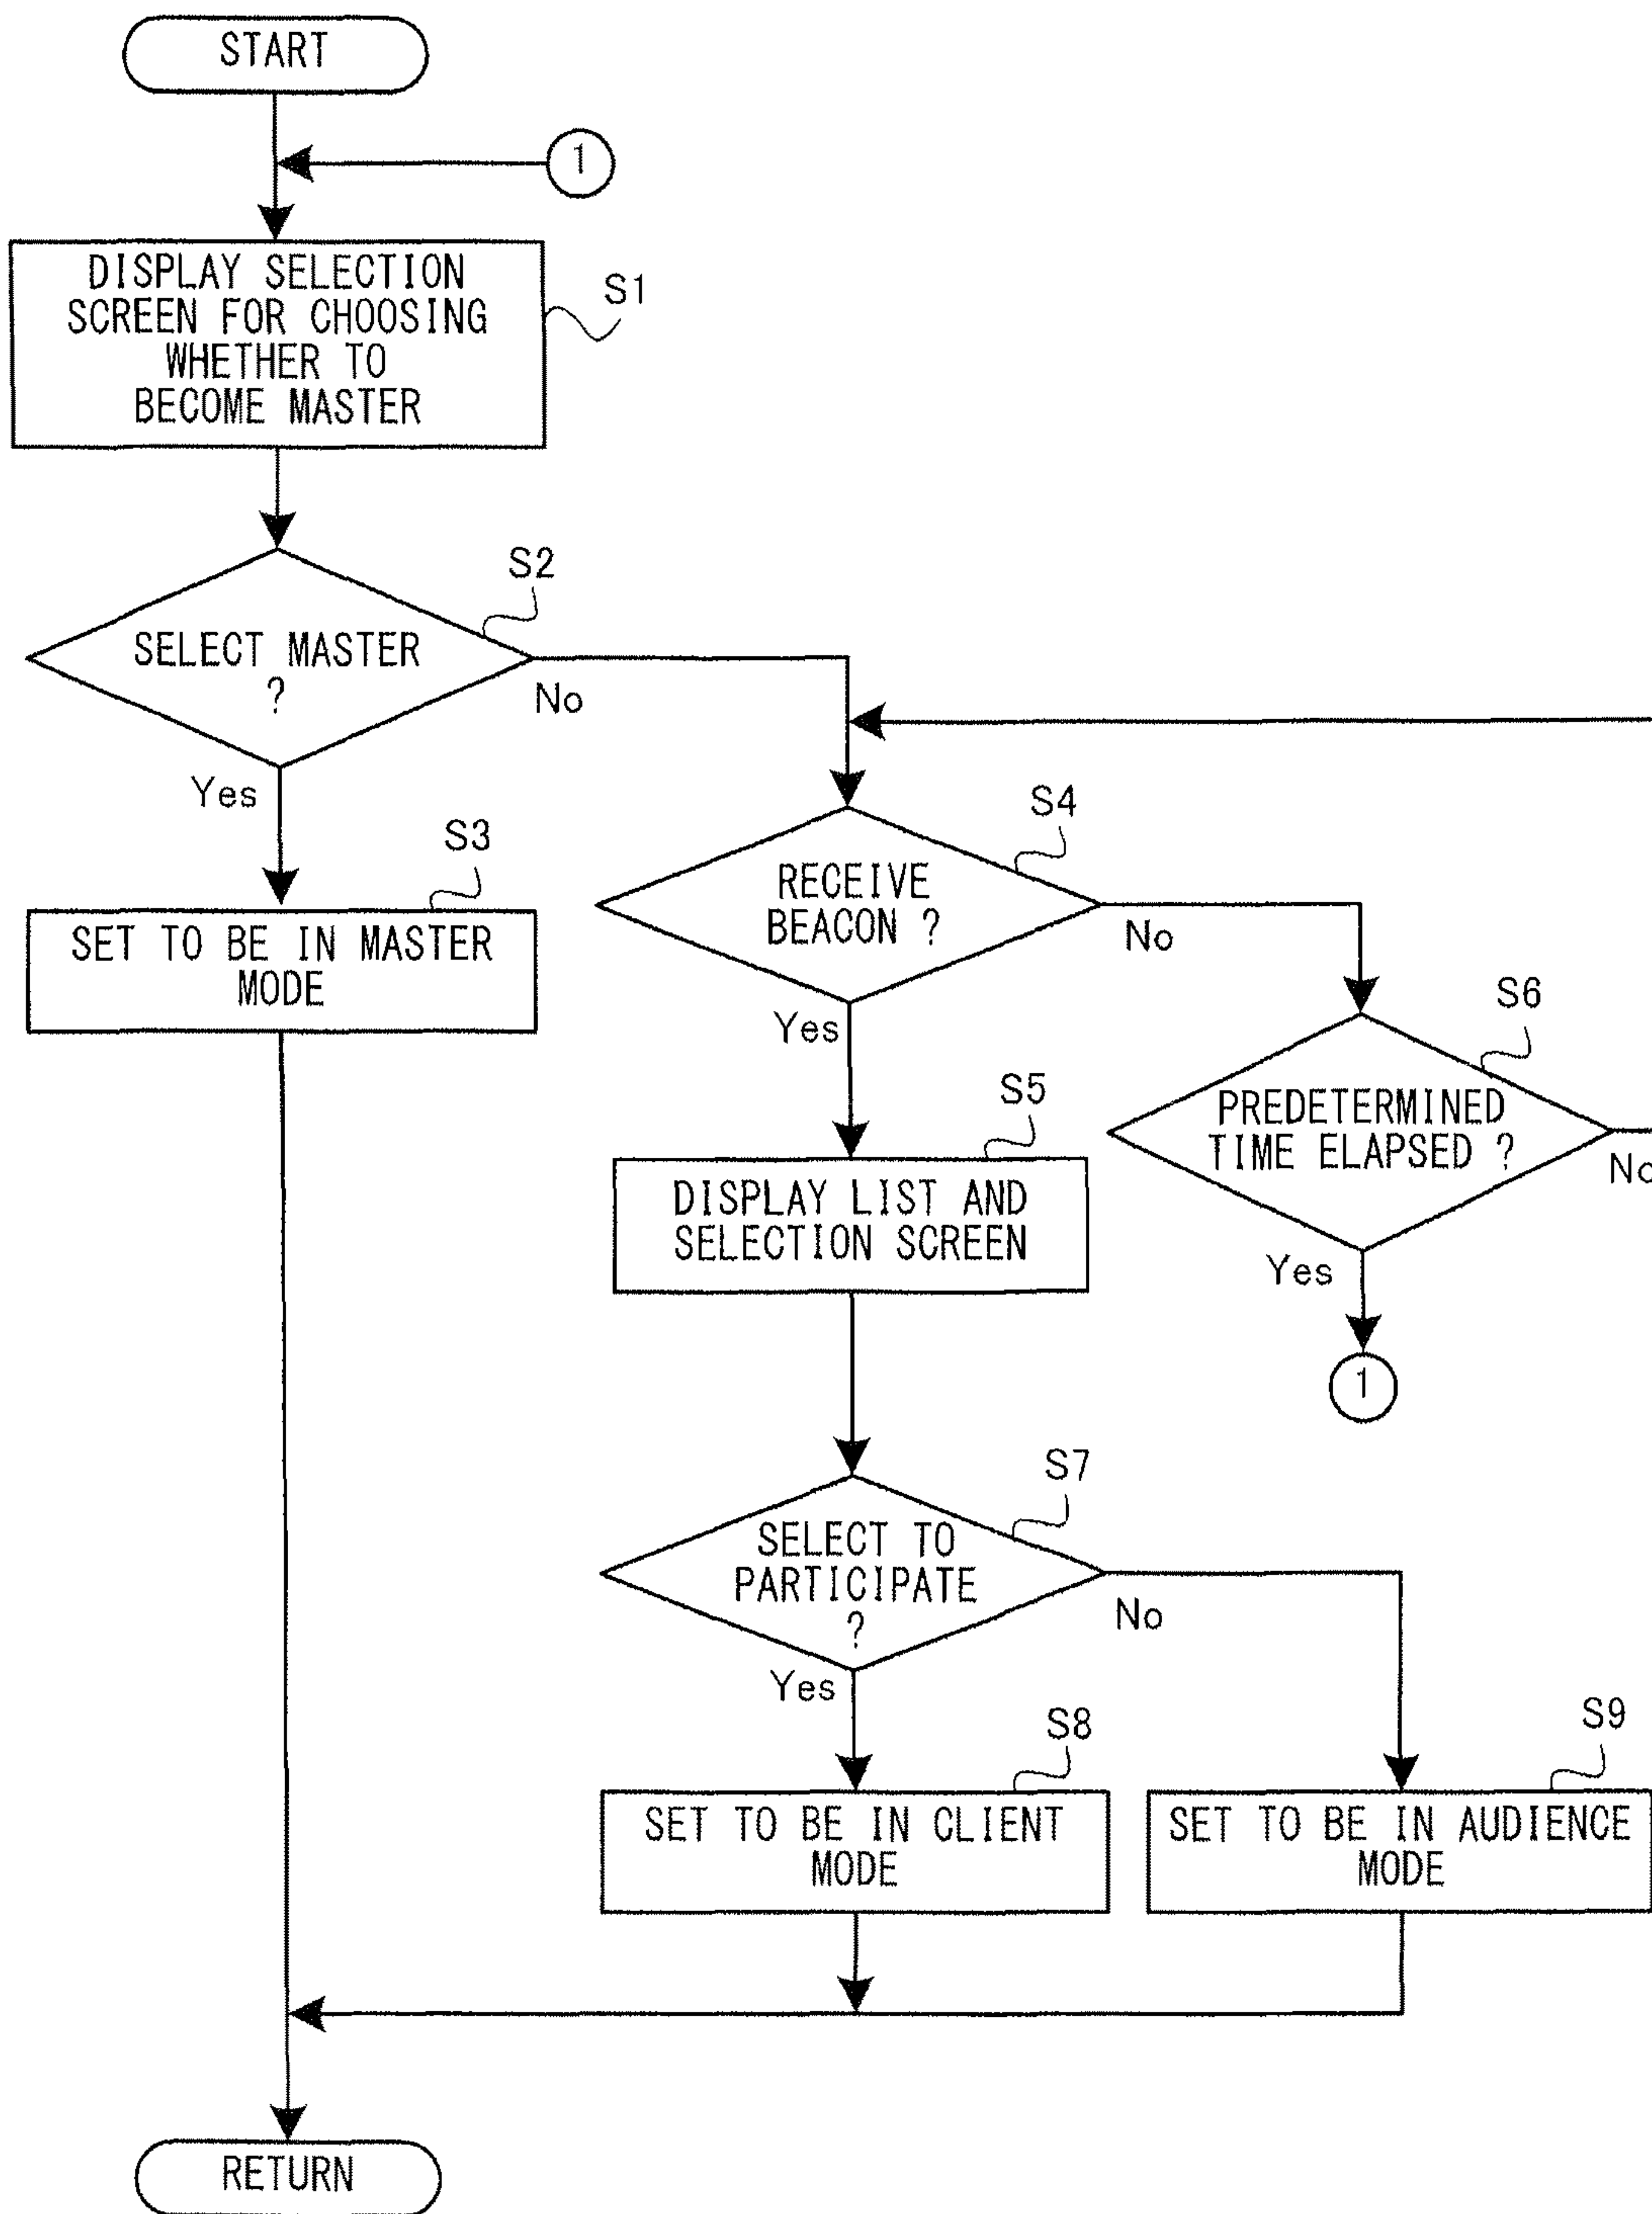 START
1
DISPLAY SELECTION
SCREEN FOR CHOOSING
WHETHER TO
BECOME MASTER
S1
S2
SELECT MASTER
?
No
Yes
S3
SET TO BE IN MASTER
MODE
S4
RECEIVE
BEACON ?
No
Yes
S6
PREDETERMINED
TIME ELAPSED ?
No
Yes
1
S5
DISPLAY LIST AND
SELECTION SCREEN
S7
SELECT TO
PARTICIPATE
?
No
Yes
S8
SET TO BE IN CLIENT
MODE
S9
SET TO BE IN AUDIENCE
MODE
RETURN